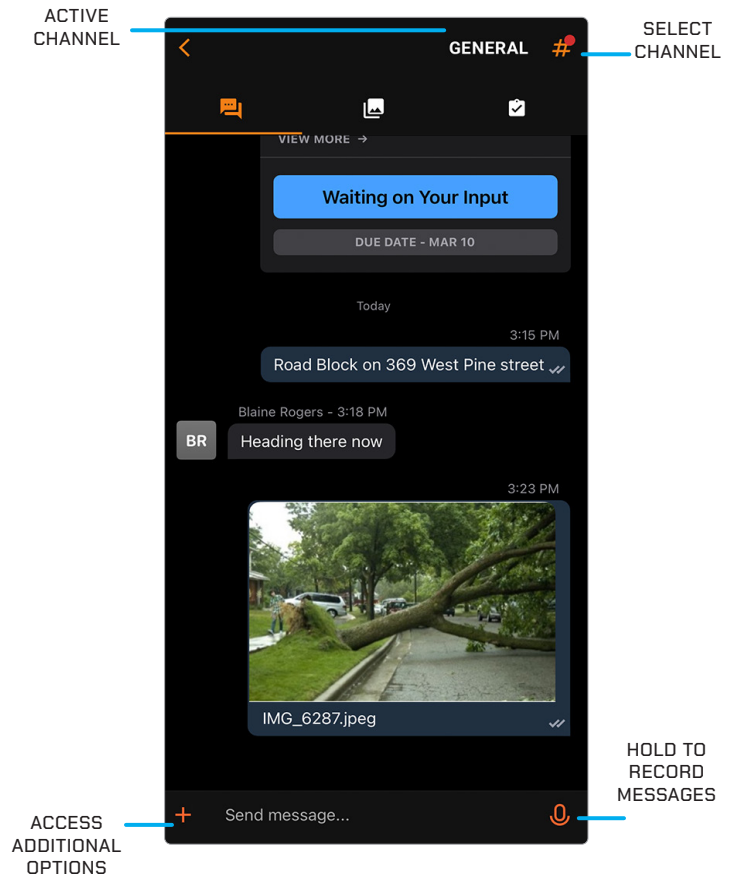 ACTIVE
CHANNEL
GENERAL
#
SELECT
CHANNEL
VIEW MORE →
Waiting on Your Input
DUE DATE - MAR 10
Today
3:15 PM
Road Block on 369 West Pine street
Blaine Rogers - 3:18 PM
BR
Heading there now
3:23 PM
IMG_6287.jpeg
HOLD TO
RECORD
MESSAGES
+ Send message...
ACCESS
ADDITIONAL
OPTIONS